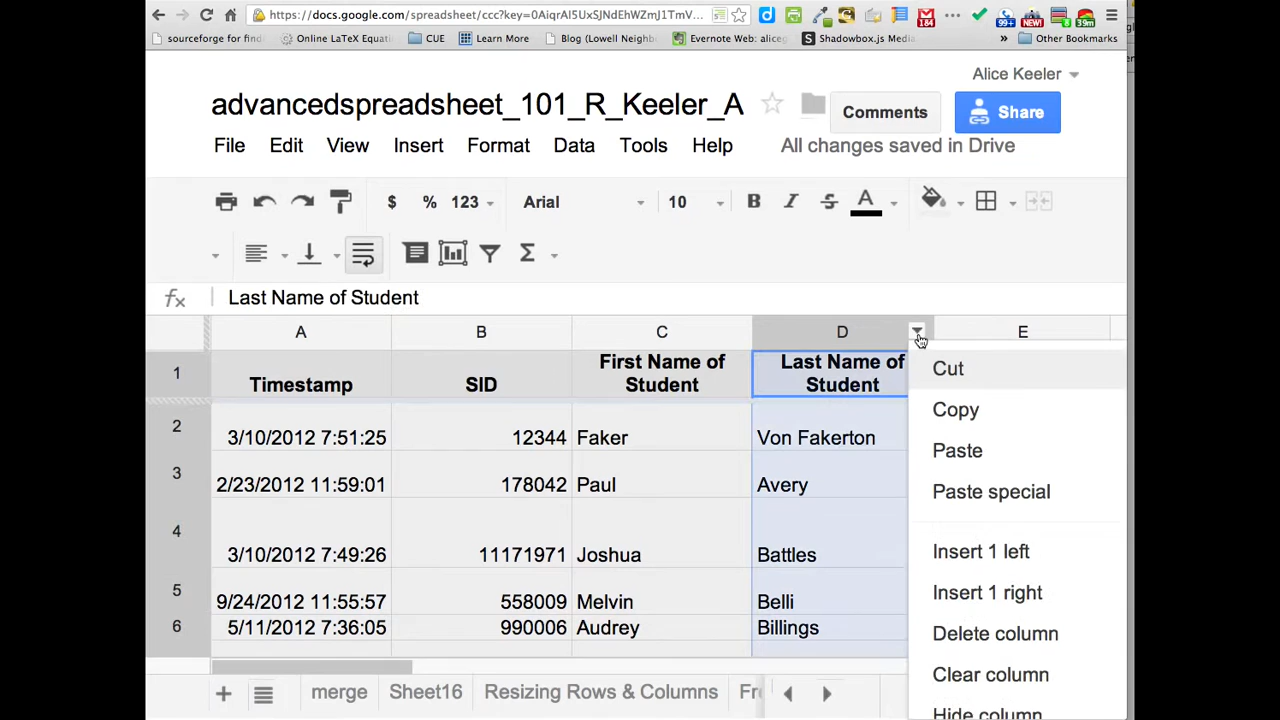 https://docs.google.com/spreadsheet/ccc?key=0AiqrAI5UxSJNdEhWZmJ1TmV...
184 99+ NEW! 39m
sourceforge for find Online LaTeX Equati CUE Learn More Blog (Lowell Neighb Evernote Web: aliceg Shadowbox.js Media » Other Bookmarks
Alice Keeler
advancedspreadsheet_101_R_Keeler_A Comments Share
File Edit View Insert Format Data Tools Help All changes saved in Drive
$ % 123 Arial 10 B I S A
Σ
fx Last Name of Student
A B C D E
1 Timestamp SID First Name of Student Last Name of Student
2 3/10/2012 7:51:25 12344 Faker Von Fakerton
3 2/23/2012 11:59:01 178042 Paul Avery
4 3/10/2012 7:49:26 11171971 Joshua Battles
5 9/24/2012 11:55:57 558009 Melvin Belli
6 5/11/2012 7:36:05 990006 Audrey Billings
Cut
Copy
Paste
Paste special
Insert 1 left
Insert 1 right
Delete column
Clear column
Hide column
+ merge Sheet16 Resizing Rows & Columns Fr